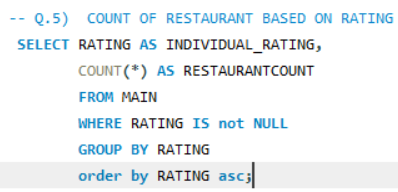 -- Q.5)  COUNT OF RESTAURANT BASED ON RATING
SELECT RATING AS INDIVIDUAL_RATING,
COUNT(*) AS RESTAURANTCOUNT
FROM MAIN
WHERE RATING IS not NULL
GROUP BY RATING
order by RATING asc;